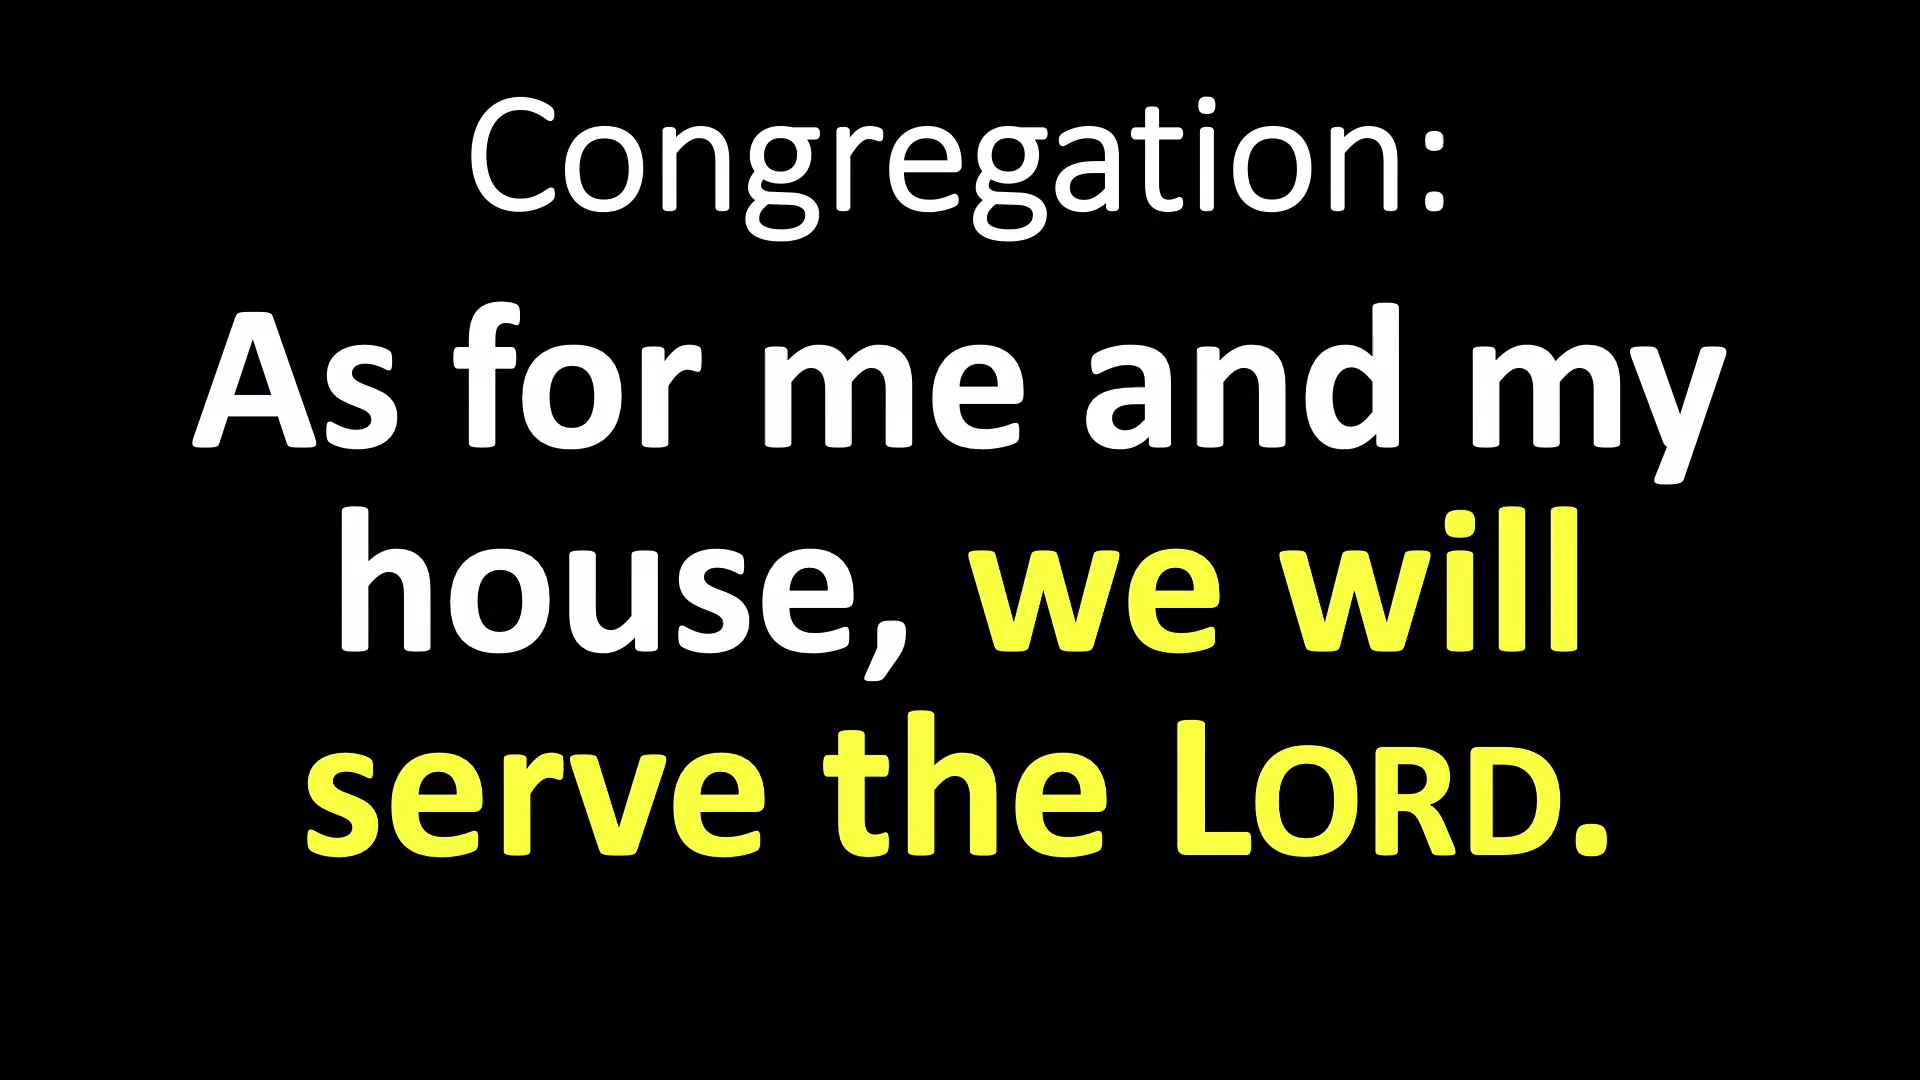 Congregation:
As for me and my
house, we will
serve the LORD.